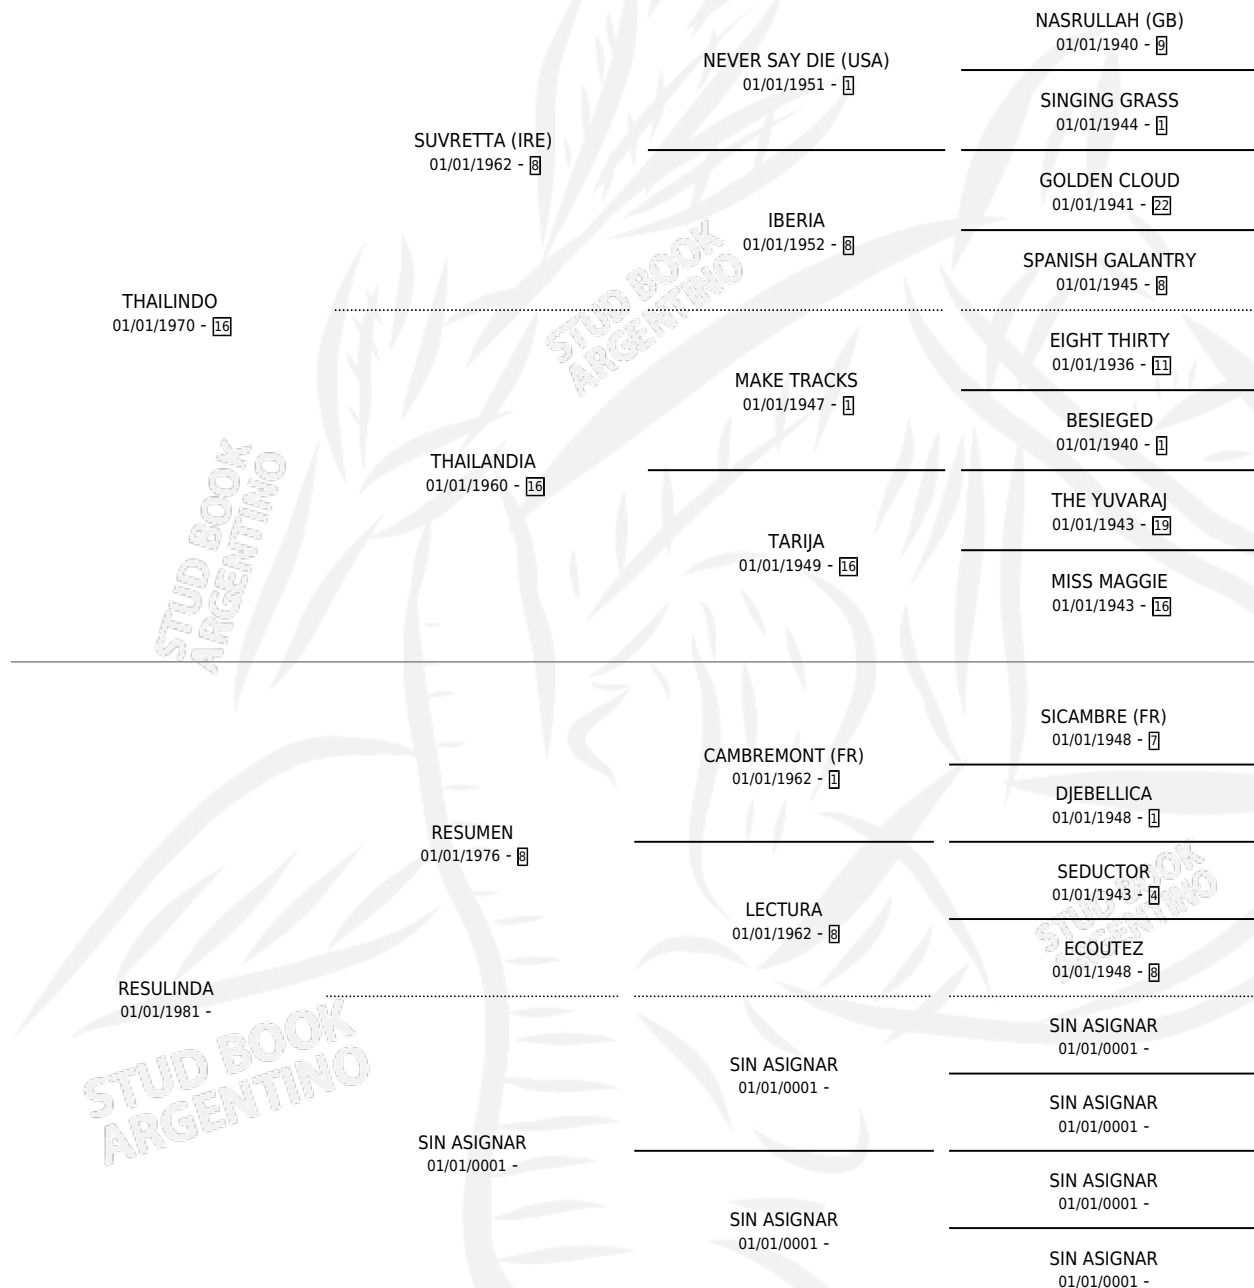 NASRULLAH (GB)
01/01/1940 - 9
NEVER SAY DIE (USA)
01/01/1951 - 1
SINGING GRASS
01/01/1944 - 1
SUVRETTA (IRE)
01/01/1962 - 8
GOLDEN CLOUD
01/01/1941 - 22
IBERIA
01/01/1952 - 8
SPANISH GALANTRY
01/01/1945 - 8
THAILINDO
01/01/1970 - 16
EIGHT THIRTY
01/01/1936 - 11
MAKE TRACKS
01/01/1947 - 1
BESIEGED
01/01/1940 - 1
THAILANDIA
01/01/1960 - 16
THE YUVARAJ
01/01/1943 - 19
TARIJA
01/01/1949 - 16
MISS MAGGIE
01/01/1943 - 16
SICAMBRE (FR)
01/01/1948 - 7
CAMBREMONT (FR)
01/01/1962 - 1
DJEBELLICA
01/01/1948 - 1
RESUMEN
01/01/1976 - 8
SEDUCTOR
01/01/1943 - 4
LECTURA
01/01/1962 - 8
ECOUTEZ
01/01/1948 - 8
RESULINDA
01/01/1981 -
SIN ASIGNAR
01/01/0001 -
SIN ASIGNAR
01/01/0001 -
SIN ASIGNAR
01/01/0001 -
SIN ASIGNAR
01/01/0001 -
SIN ASIGNAR
01/01/0001 -
SIN ASIGNAR
01/01/0001 -
SIN ASIGNAR
01/01/0001 -
STUD BOOK
ARGENTINO
STUD BOOK
ARGENTINO
STUD BOOK
ARGENTINO
STUD BOOK
ARGENTINO